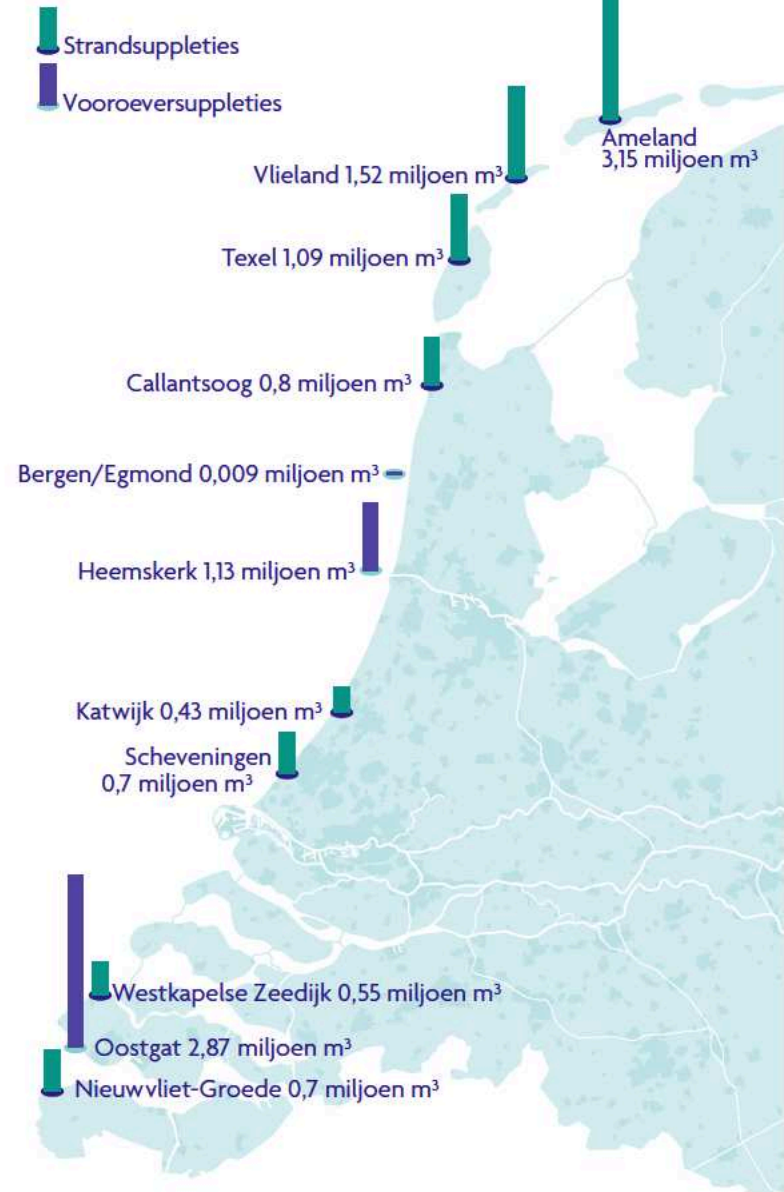 Strandsuppleties
Vooroeversuppleties
Ameland
3,15 miljoen m³
Vlieland 1,52 miljoen m³
Texel 1,09 miljoen m³
Callantsoog 0,8 miljoen m³
Bergen/Egmond 0,009 miljoen m³
Heemskerk 1,13 miljoen m³
Katwijk 0,43 miljoen m³
Scheveningen
0,7 miljoen m³
Westkapelse Zeedijk 0,55 miljoen m³
Oostgat 2,87 miljoen m³
Nieuwvliet-Groede 0,7 miljoen m³